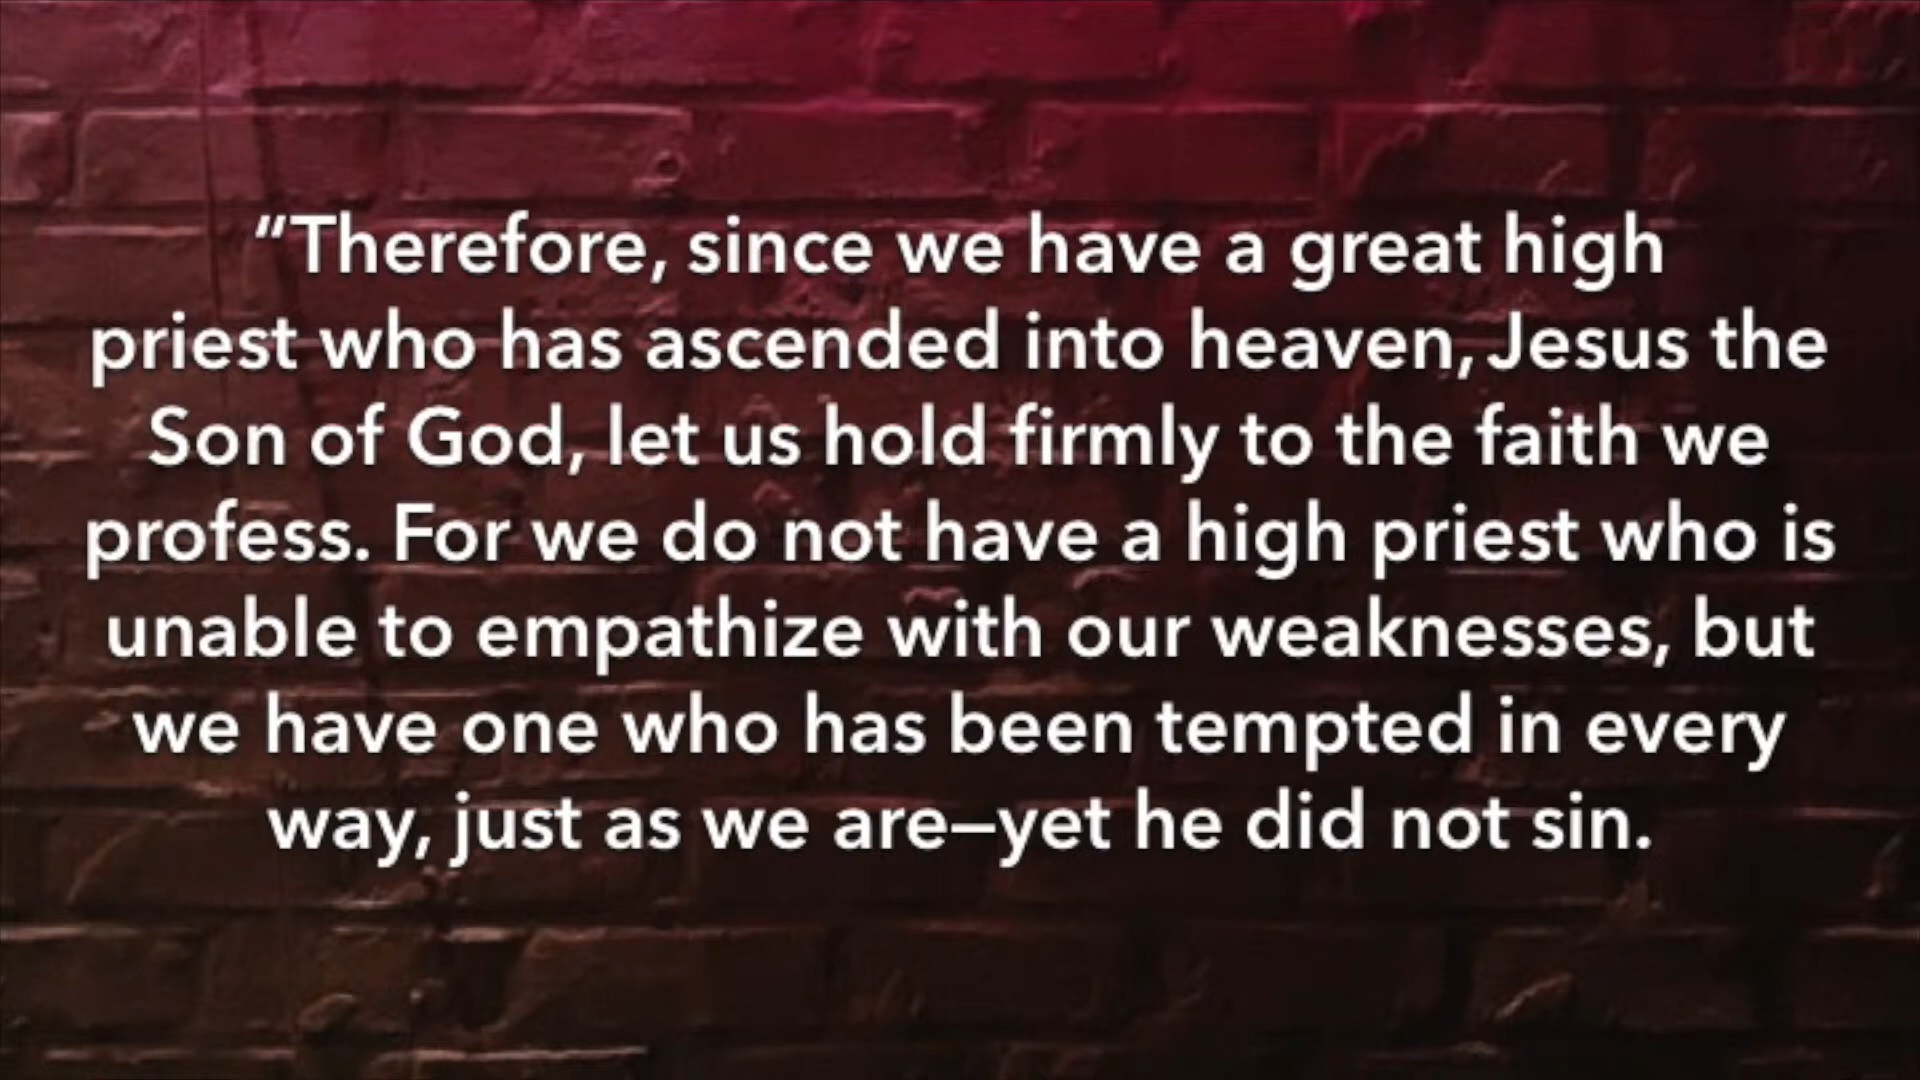 “Therefore, since we have a great high
priest who has ascended into heaven, Jesus the
Son of God, let us hold firmly to the faith we
profess. For we do not have a high priest who is
unable to empathize with our weaknesses, but
we have one who has been tempted in every
way, just as we are—yet he did not sin.